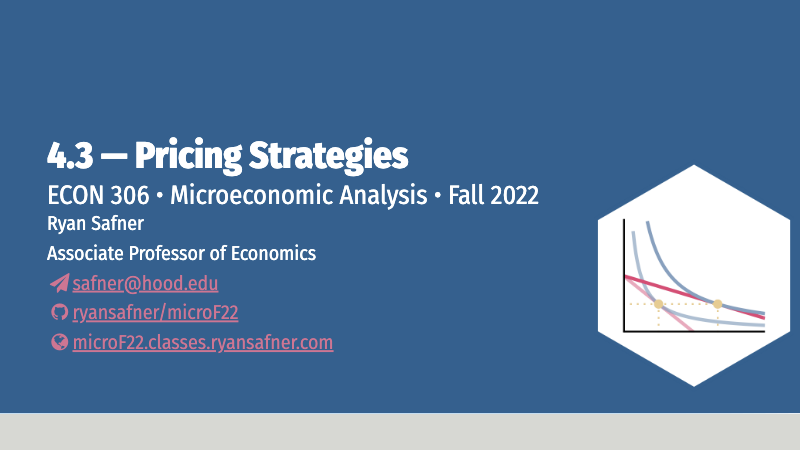 4.3 — Pricing Strategies
ECON 306 • Microeconomic Analysis • Fall 2022
Ryan Safner
Associate Professor of Economics
safner@hood.edu
ryansafner/microF22
microF22.classes.ryansafner.com